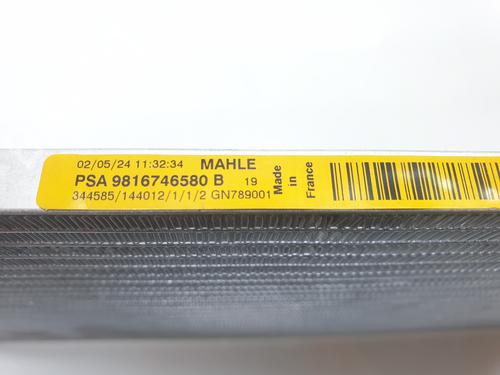 02/05/24 11:32:34 MAHLE
PSA 9816746580 B 19
344585/144012/1/1/2 GN789001
Made
in
France